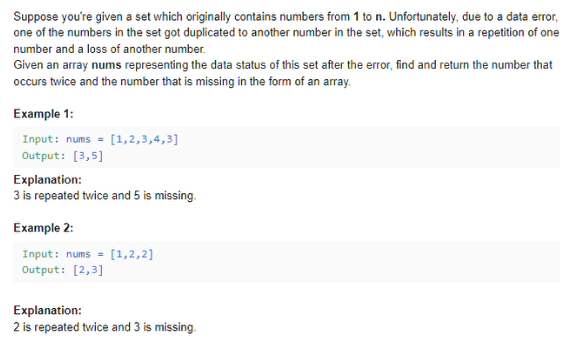 Suppose you're given a set which originally contains numbers from 1 to n. Unfortunately, due to a data error,
one of the numbers in the set got duplicated to another number in the set, which results in a repetition of one
number and a loss of another number.
Given an array nums representing the data status of this set after the error, find and return the number that
occurs twice and the number that is missing in the form of an array.
Example 1:
Input: nums = [1,2,3,4,3]
Output: [3,5]
Explanation:
3 is repeated twice and 5 is missing.
Example 2:
Input: nums = [1,2,2]
Output: [2,3]
Explanation:
2 is repeated twice and 3 is missing.